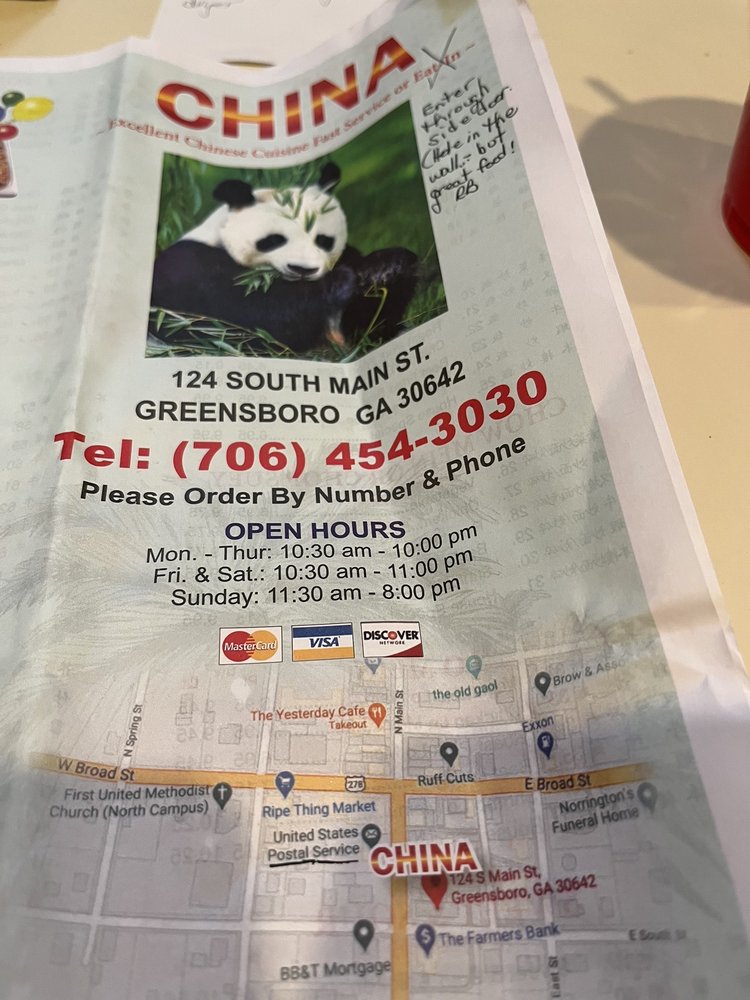 CHINA
~ Excellent Chinese Cuisine Fast Service or Eat In ~
Enter
through
side door.
(Hole in the
wall - but
great food!
RB
124 SOUTH MAIN ST.
GREENSBORO GA 30642
Tel: (706) 454-3030
Please Order By Number & Phone
OPEN HOURS
Mon. - Thur: 10:30 am - 10:00 pm
Fri. & Sat.: 10:30 am - 11:00 pm
Sunday: 11:30 am - 8:00 pm
MasterCard
VISA
DISCOVER
NETWORK
the old gaol
Brow & Asso
The Yesterday Cafe
Takeout
N Spring St
N Main St
Exxon
W Broad St
278
Ruff Cuts
E Broad St
First United Methodist
Church (North Campus)
Ripe Thing Market
Norrington's
Funeral Home
United States
Postal Service
CHINA
124 S Main St,
Greensboro, GA 30642
The Farmers Bank
E South St
BB&T Mortgage
East St